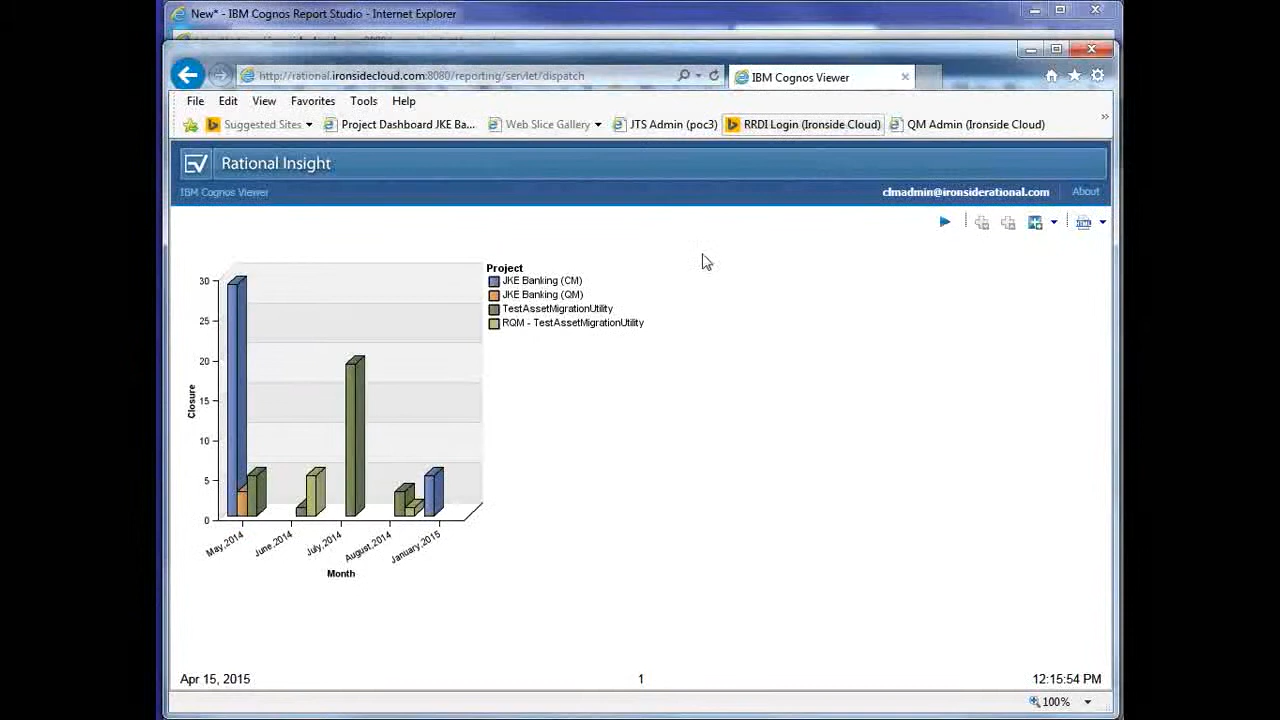 New* - IBM Cognos Report Studio - Internet Explorer
http://rational.ironsidecloud.com:8080/reporting/servlet/dispatch
IBM Cognos Viewer
File Edit View Favorites Tools Help
Suggested Sites Project Dashboard JKE Ba... Web Slice Gallery JTS Admin (poc3) RRDI Login (Ironside Cloud) QM Admin (Ironside Cloud)
Rational Insight
IBM Cognos Viewer clmadmin@ironsiderational.com About
Project
JKE Banking (CM)
JKE Banking (QM)
TestAssetMigrationUtility
RQM - TestAssetMigrationUtility
30
25
20
15
10
5
0
Closure
May,2014 June,2014 July,2014 August,2014 January,2015
Month
Apr 15, 2015 1 12:15:54 PM
100%